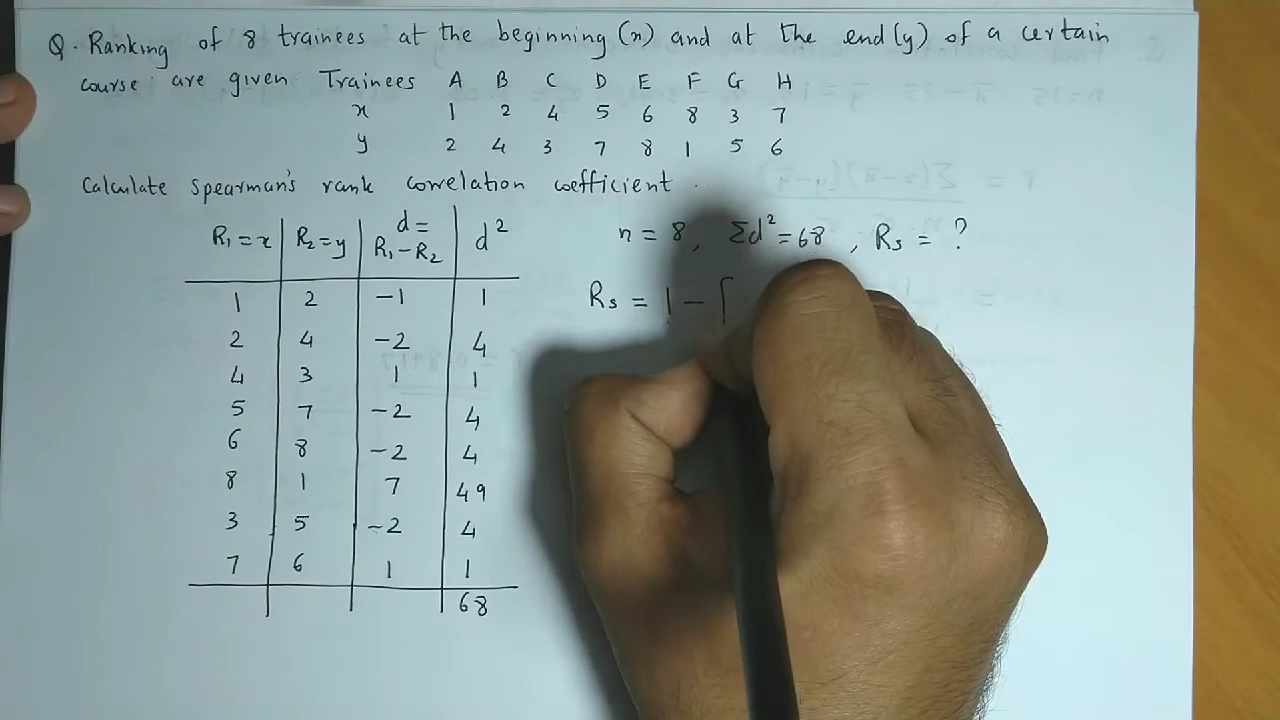 Q. Ranking of 8 trainees at the beginning (x) and at the end (y) of a certain
course are given Trainees A B C D E F G H
x 1 2 4 5 6 8 3 7
y 2 4 3 7 8 1 5 6
Calculate Spearman's rank correlation coefficient.
R₁=x R₂=y d=R₁-R₂ d²
1 2 -1 1
2 4 -2 4
4 3 1 1
5 7 -2 4
6 8 -2 4
8 1 7 49
3 5 -2 4
7 6 1 1
68
n = 8, Σd²=68, Rs = ?
Rs = 1 - [